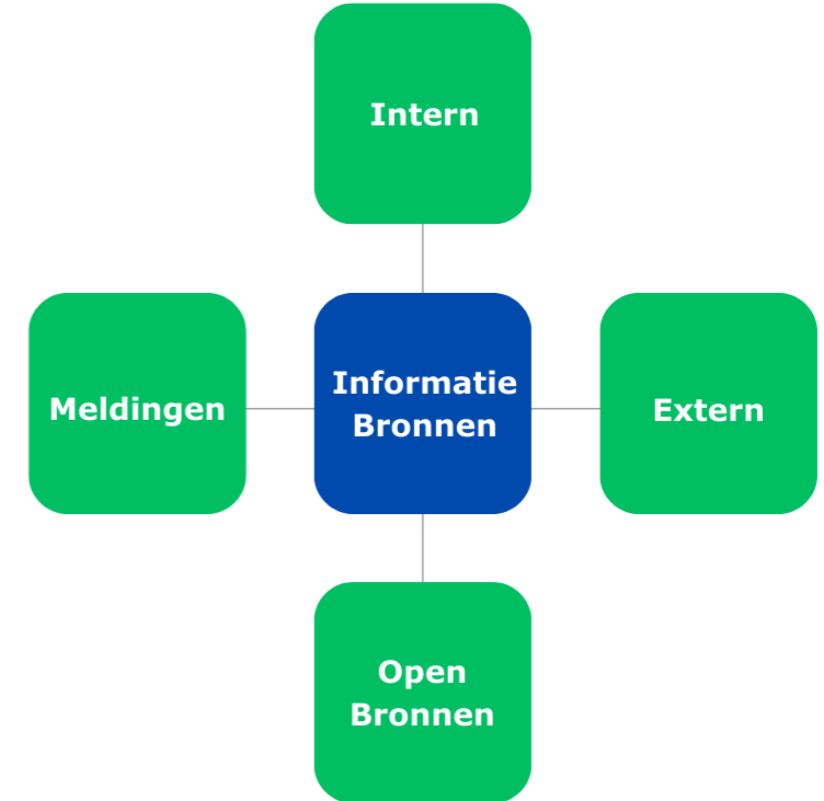 Intern
Meldingen
Informatie
Bronnen
Extern
Open
Bronnen